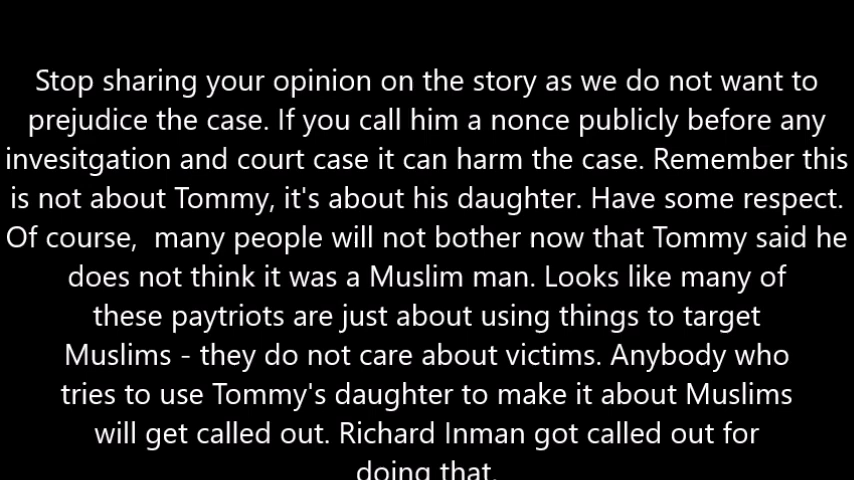 Stop sharing your opinion on the story as we do not want to
prejudice the case. If you call him a nonce publicly before any
invesitgation and court case it can harm the case. Remember this
is not about Tommy, it's about his daughter. Have some respect.
Of course,  many people will not bother now that Tommy said he
does not think it was a Muslim man. Looks like many of
these paytriots are just about using things to target
Muslims - they do not care about victims. Anybody who
tries to use Tommy's daughter to make it about Muslims
will get called out. Richard Inman got called out for
doing that.